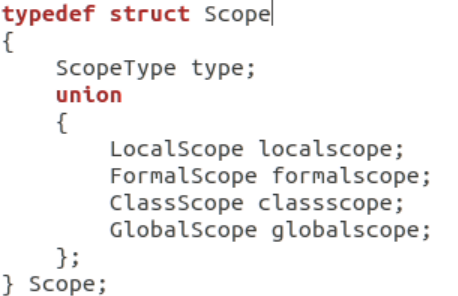 typedef struct Scope
{
    ScopeType type;
    union
    {
        LocalScope localscope;
        FormalScope formalscope;
        ClassScope classscope;
        GlobalScope globalscope;
    };
} Scope;